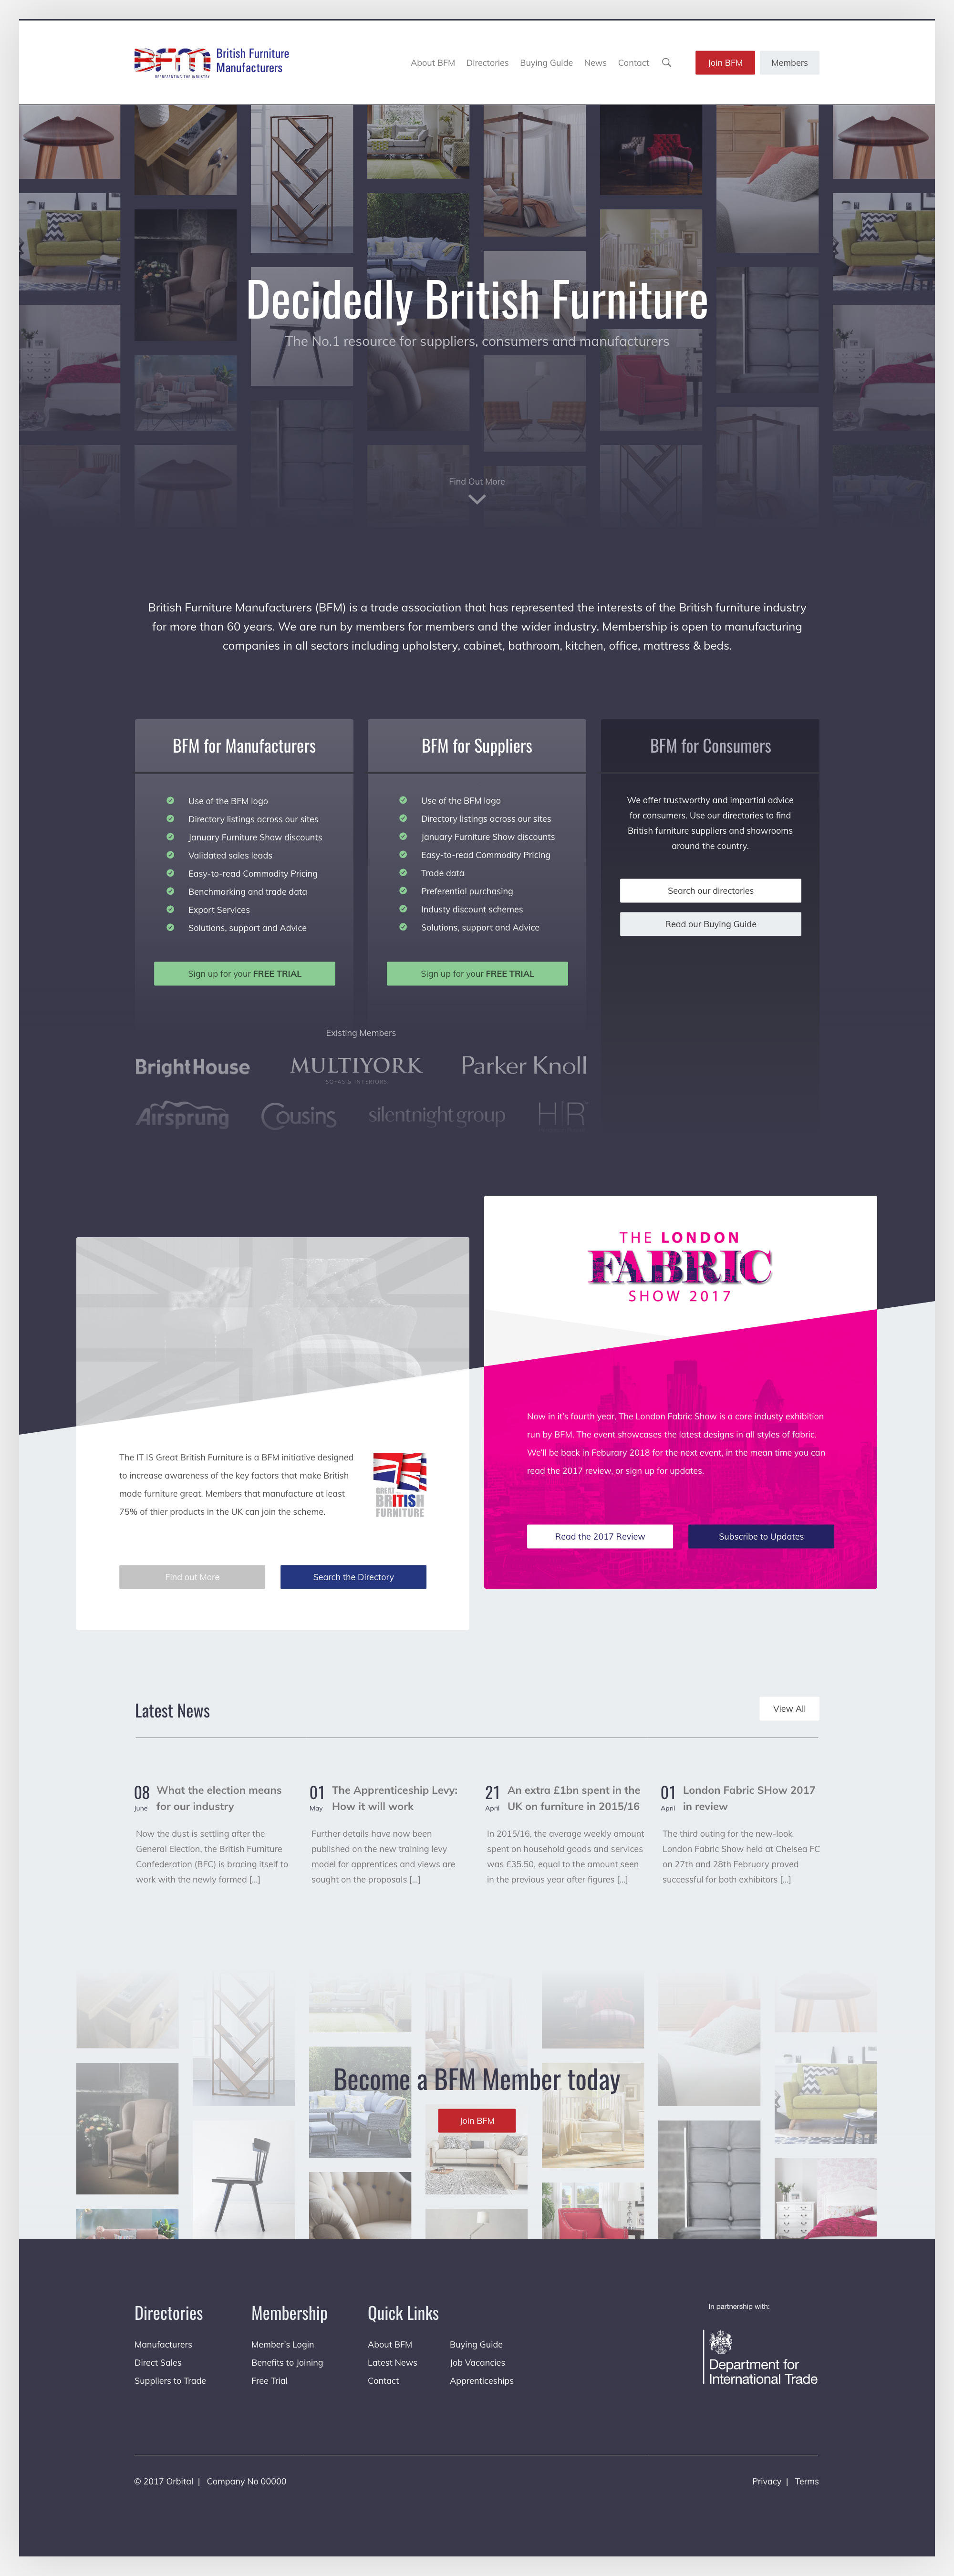 BFM
British Furniture
Manufacturers
REPRESENTING THE INDUSTRY
About BFM
Directories
Buying Guide
News
Contact
Join BFM
Members
Decidedly British Furniture
The No.1 resource for suppliers, consumers and manufacturers
Find Out More
British Furniture Manufacturers (BFM) is a trade association that has represented the interests of the British furniture industry
for more than 60 years. We are run by members for members and the wider industry. Membership is open to manufacturing
companies in all sectors including upholstery, cabinet, bathroom, kitchen, office, mattress & beds.
BFM for Manufacturers
Use of the BFM logo
Directory listings across our sites
January Furniture Show discounts
Validated sales leads
Easy-to-read Commodity Pricing
Benchmarking and trade data
Export Services
Solutions, support and Advice
Sign up for your FREE TRIAL
BFM for Suppliers
Use of the BFM logo
Directory listings across our sites
January Furniture Show discounts
Easy-to-read Commodity Pricing
Trade data
Preferential purchasing
Industy discount schemes
Solutions, support and Advice
Sign up for your FREE TRIAL
BFM for Consumers
We offer trustworthy and impartial advice
for consumers. Use our directories to find
British furniture suppliers and showrooms
around the country.
Search our directories
Read our Buying Guide
Existing Members
BrightHouse
MULTIYORK
SOFAS & INTERIORS
Parker Knoll
Airsprung
Cousins
silentnight group
H|R
THE LONDON
FABRIC
SHOW 2017
Now in it's fourth year, The London Fabric Show is a core industy exhibition
run by BFM. The event showcases the latest designs in all styles of fabric.
We'll be back in Feburary 2018 for the next event, in the mean time you can
read the 2017 review, or sign up for updates.
Read the 2017 Review
Subscribe to Updates
The IT IS Great British Furniture is a BFM initiative designed
to increase awareness of the key factors that make British
made furniture great. Members that manufacture at least
75% of thier products in the UK can join the scheme.
GREAT
BRITISH
FURNITURE
Find out More
Search the Directory
Latest News
View All
08
June
What the election means
for our industry
Now the dust is settling after the
General Election, the British Furniture
Confederation (BFC) is bracing itself to
work with the newly formed [...]
01
May
The Apprenticeship Levy:
How it will work
Further details have now been
published on the new training levy
model for apprentices and views are
sought on the proposals [...]
21
April
An extra £1bn spent in the
UK on furniture in 2015/16
In 2015/16, the average weekly amount
spent on household goods and services
was £35.50, equal to the amount seen
in the previous year after figures [...]
01
April
London Fabric SHow 2017
in review
The third outing for the new-look
London Fabric Show held at Chelsea FC
on 27th and 28th February proved
successful for both exhibitors [...]
Become a BFM Member today
Join BFM
Directories
Manufacturers
Direct Sales
Suppliers to Trade
Membership
Member's Login
Benefits to Joining
Free Trial
Quick Links
About BFM
Latest News
Contact
Buying Guide
Job Vacancies
Apprenticeships
In partnership with:
Department for
International Trade
© 2017 Orbital | Company No 00000
Privacy | Terms